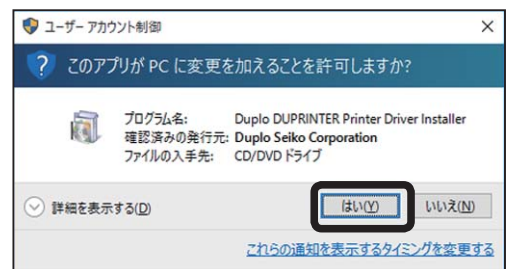 ユーザー アカウント制御
このアプリが PC に変更を加えることを許可しますか?
プログラム名: Duplo DUPRINTER Printer Driver Installer
確認済みの発行元: Duplo Seiko Corporation
ファイルの入手先: CD/DVD ドライブ
詳細を表示する(D)
はい(Y)
いいえ(N)
これらの通知を表示するタイミングを変更する